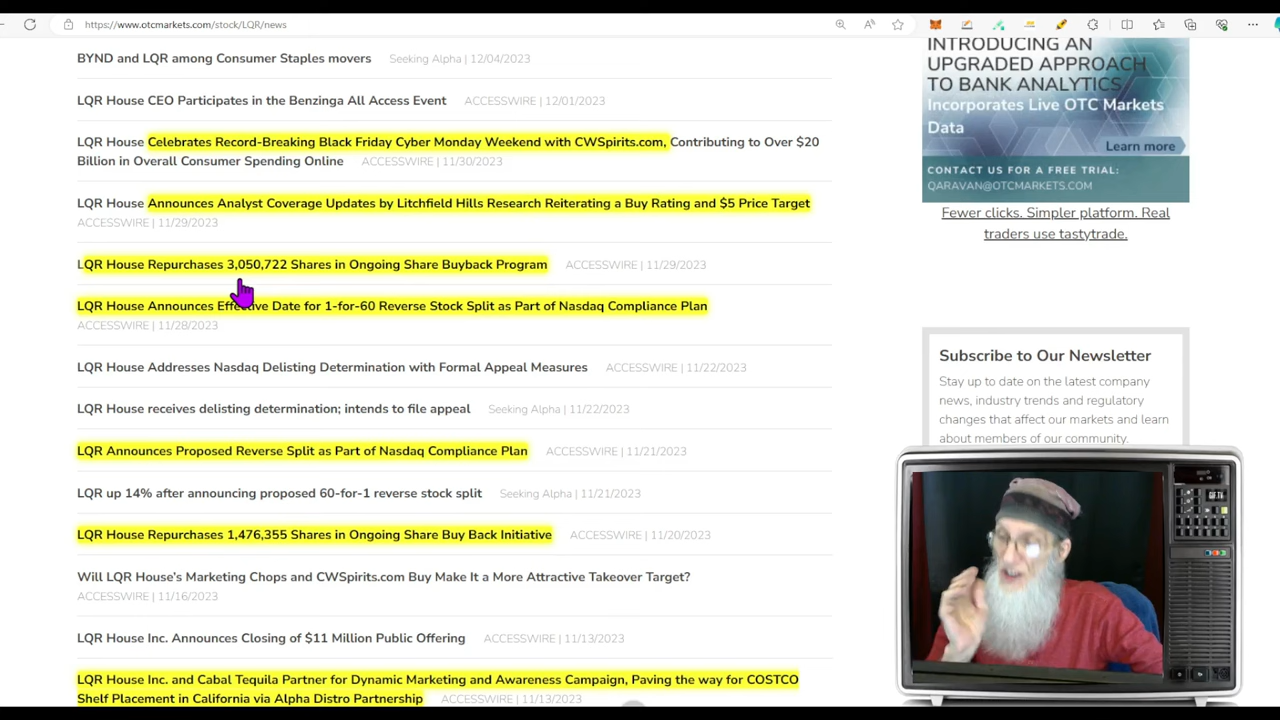 https://www.otcmarkets.com/stock/LQR/news
BYND and LQR among Consumer Staples movers Seeking Alpha | 12/04/2023
LQR House CEO Participates in the Benzinga All Access Event ACCESSWIRE | 12/01/2023
LQR House Celebrates Record-Breaking Black Friday Cyber Monday Weekend with CWSpirits.com, Contributing to Over $20
Billion in Overall Consumer Spending Online ACCESSWIRE | 11/30/2023
LQR House Announces Analyst Coverage Updates by Litchfield Hills Research Reiterating a Buy Rating and $5 Price Target
ACCESSWIRE | 11/29/2023
LQR House Repurchases 3,050,722 Shares in Ongoing Share Buyback Program ACCESSWIRE | 11/29/2023
LQR House Announces Effective Date for 1-for-60 Reverse Stock Split as Part of Nasdaq Compliance Plan
ACCESSWIRE | 11/28/2023
LQR House Addresses Nasdaq Delisting Determination with Formal Appeal Measures ACCESSWIRE | 11/22/2023
LQR House receives delisting determination; intends to file appeal Seeking Alpha | 11/22/2023
LQR Announces Proposed Reverse Split as Part of Nasdaq Compliance Plan ACCESSWIRE | 11/21/2023
LQR up 14% after announcing proposed 60-for-1 reverse stock split Seeking Alpha | 11/21/2023
LQR House Repurchases 1,476,355 Shares in Ongoing Share Buy Back Initiative ACCESSWIRE | 11/20/2023
Will LQR House's Marketing Chops and CWSpirits.com Buy Make It a More Attractive Takeover Target?
ACCESSWIRE | 11/16/2023
LQR House Inc. Announces Closing of $11 Million Public Offering ACCESSWIRE | 11/13/2023
LQR House Inc. and Cabal Tequila Partner for Dynamic Marketing and Awareness Campaign, Paving the way for COSTCO
Shelf Placement in California via Alpha Distro Partnership ACCESSWIRE | 11/13/2023
INTRODUCING AN
UPGRADED APPROACH
TO BANK ANALYTICS
Incorporates Live OTC Markets
Data
Learn more
CONTACT US FOR A FREE TRIAL:
QARAVAN@OTCMARKETS.COM
Fewer clicks. Simpler platform. Real
traders use tastytrade.
Subscribe to Our Newsletter
Stay up to date on the latest company
news, industry trends and regulatory
changes that affect our markets and learn
about members of our community.